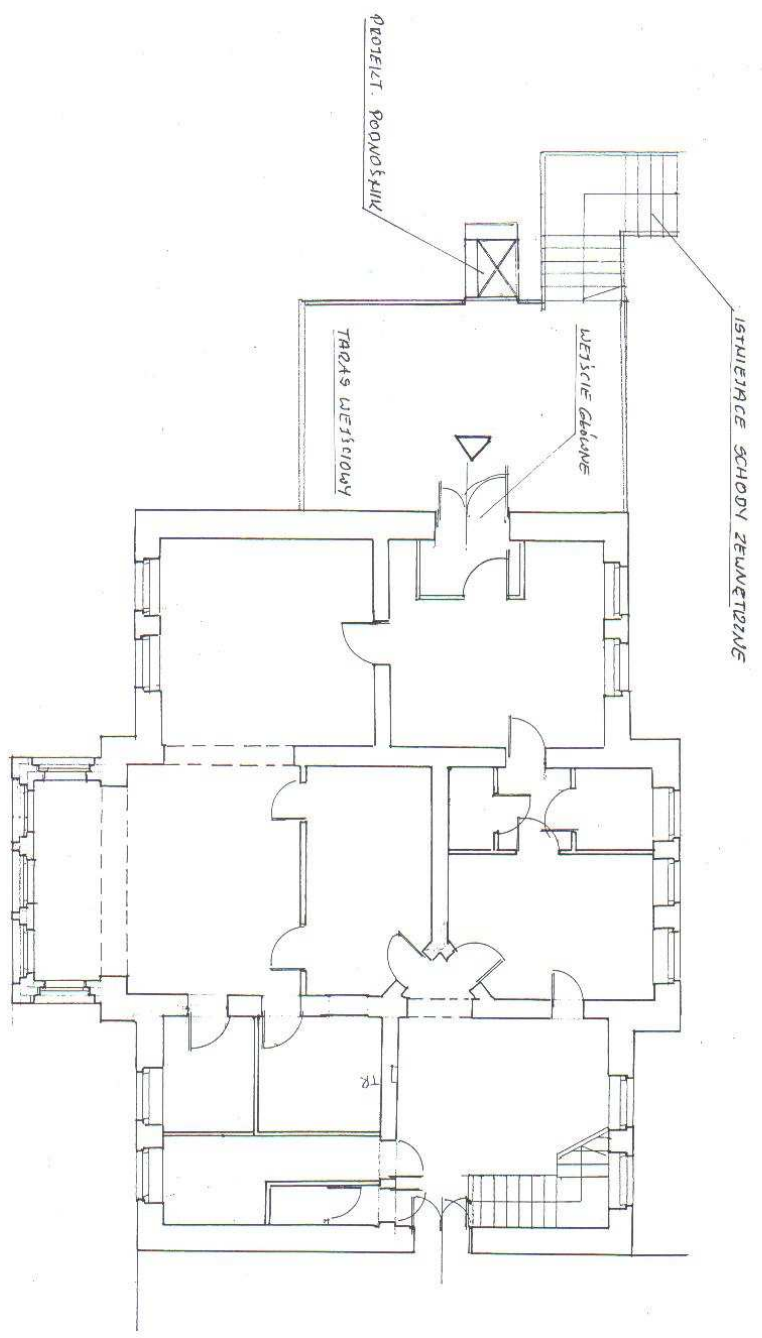 ISTNIEJĄCE SCHODY ZEWNĘTRZNE
PROJEKT. PODNOŚNIK
WEJŚCIE GŁÓWNE
TARAS WEJŚCIOWY
TR